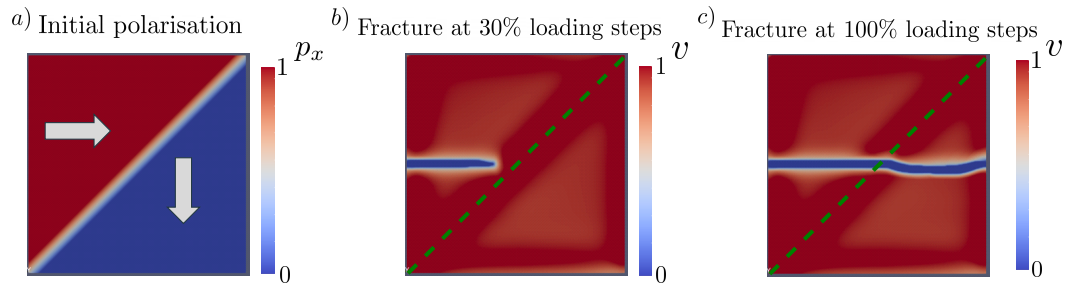 a) Initial polarisation
p_x
1
0
b) Fracture at 30% loading steps
v
1
0
c) Fracture at 100% loading steps
v
1
0